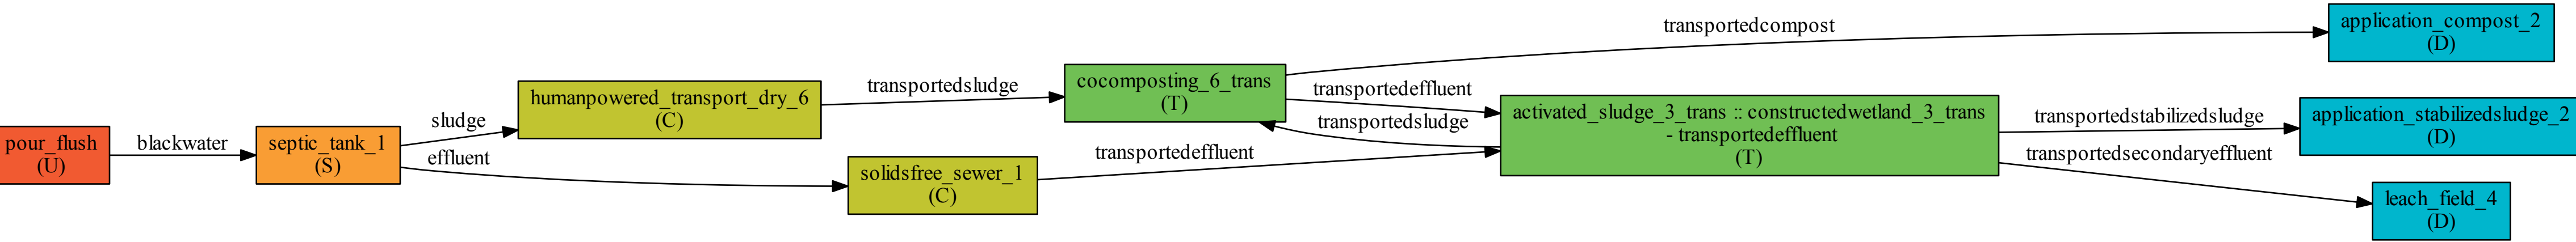 pour_flush
(U)
blackwater
septic_tank_1
(S)
sludge
effluent
humanpowered_transport_dry_6
(C)
solidsfree_sewer_1
(C)
transportedsludge
transportedeffluent
cocomposting_6_trans
(T)
transportedcompost
transportedeffluent
transportedsludge
activated_sludge_3_trans :: constructedwetland_3_trans
- transportedeffluent
(T)
transportedstabilizedsludge
transportedsecondaryeffluent
application_compost_2
(D)
application_stabilizedsludge_2
(D)
leach_field_4
(D)